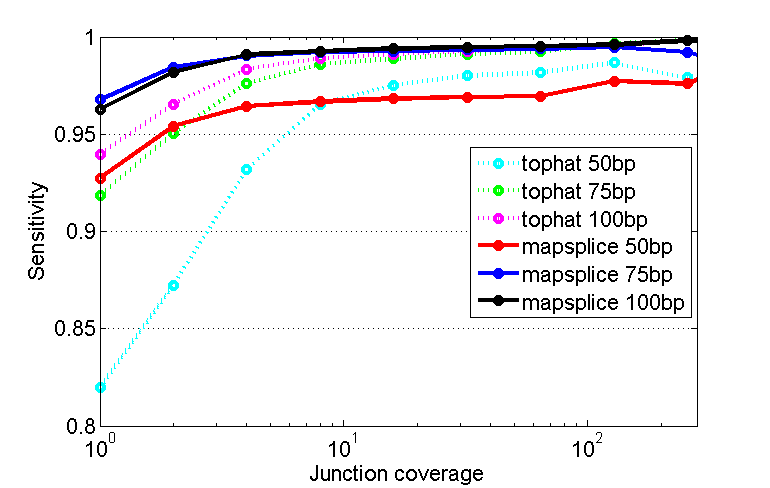 1
0.95
0.9
0.85
0.8
Sensitivity
tophat 50bp
tophat 75bp
tophat 100bp
mapsplice 50bp
mapsplice 75bp
mapsplice 100bp
10^0
10^1
10^2
Junction coverage